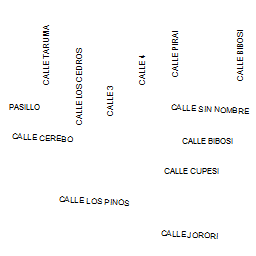 CALLE TARUMA
CALLE LOS CEDROS
CALLE 3
CALLE 4
CALLE PIRAI
CALLE BIBOSI
PASILLO
CALLE SIN NOMBRE
CALLE CEREBO
CALLE BIBOSI
CALLE CUPESI
CALLE LOS PINOS
CALLE JORORI